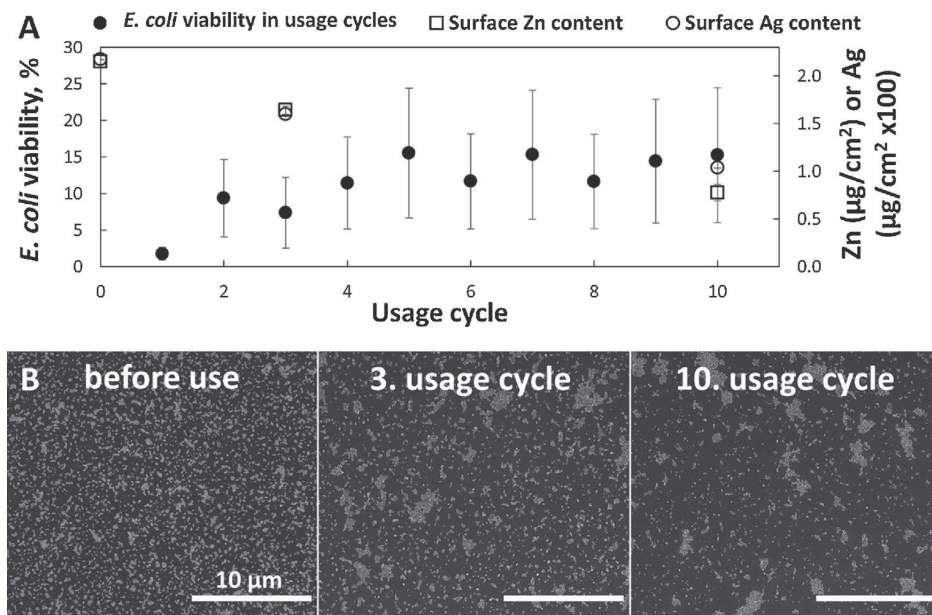 A
E. coli viability in usage cycles
Surface Zn content
Surface Ag content
E. coli viability, %
30
25
20
15
10
5
0
0
2
4
6
8
10
Usage cycle
2.0
1.5
1.0
0.5
0.0
Zn (µg/cm²) or Ag
(µg/cm² x100)
B
before use
3. usage cycle
10. usage cycle
10 µm